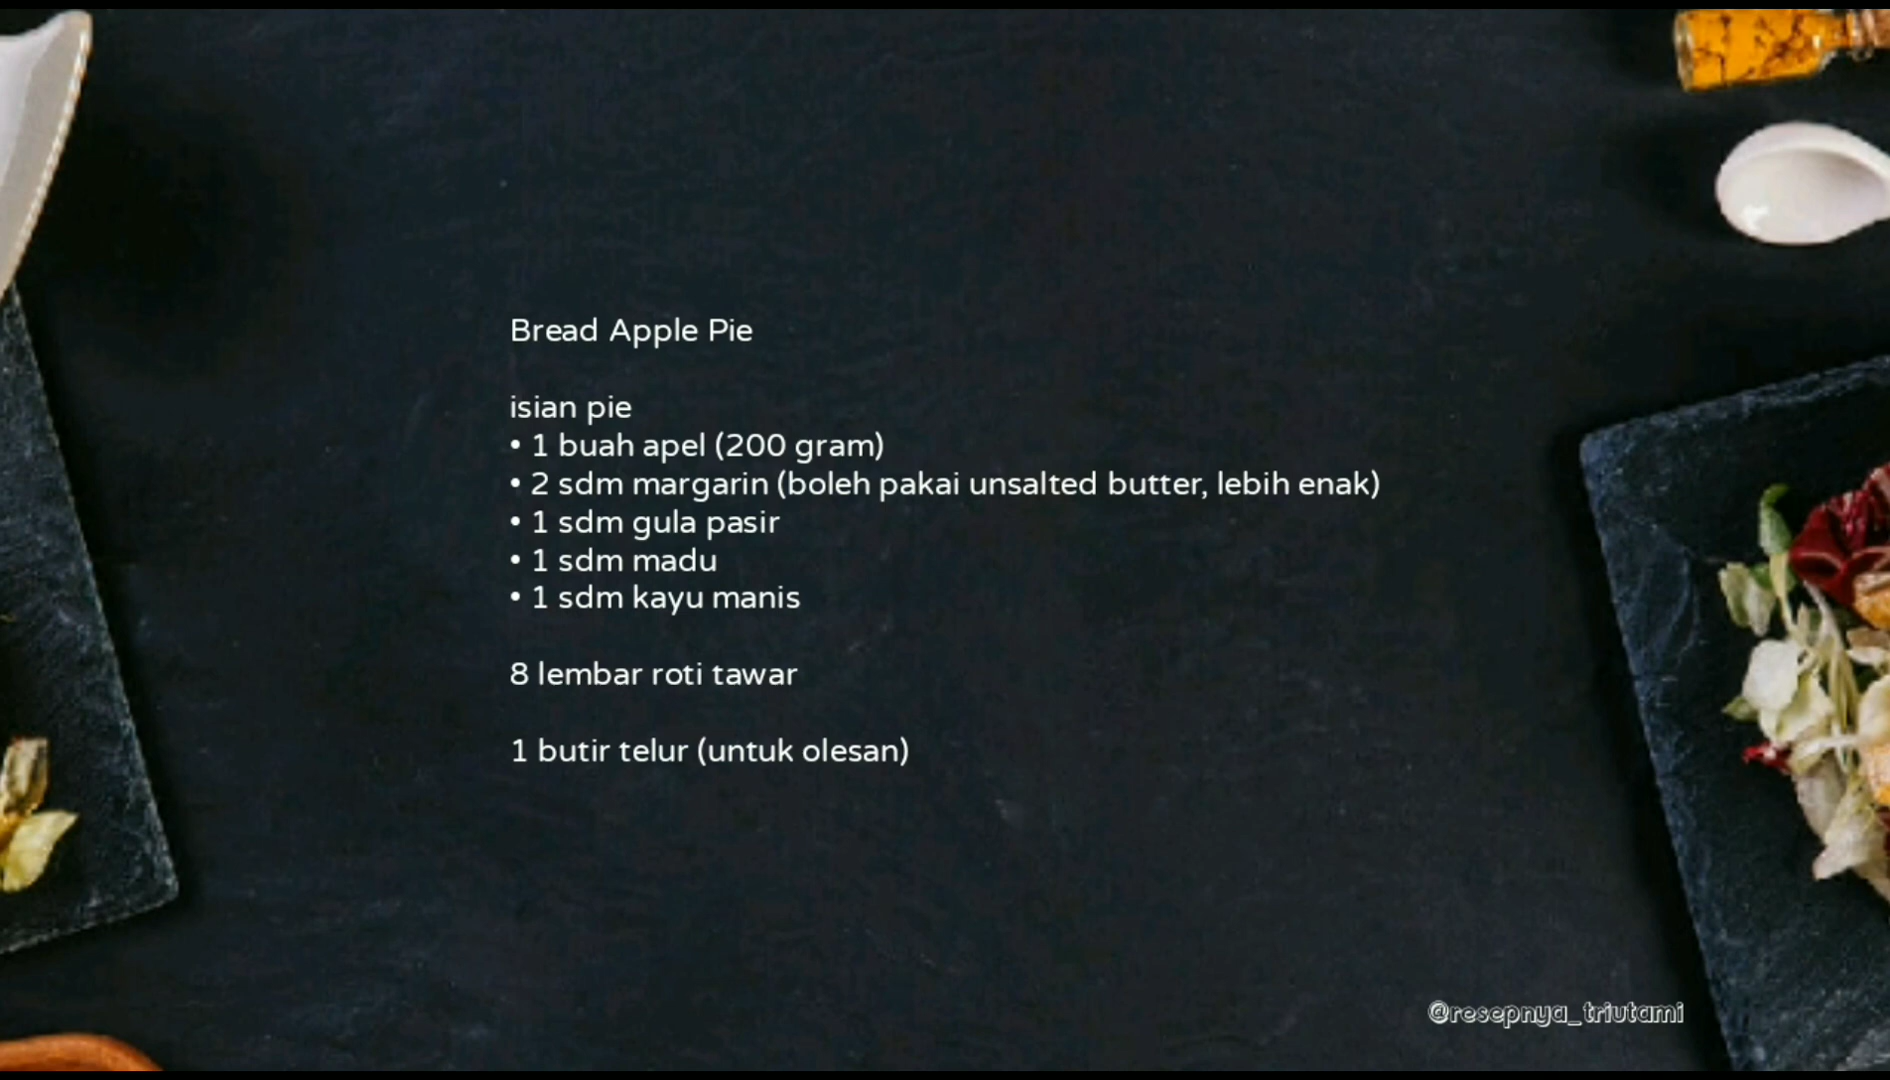 Bread Apple Pie
isian pie
• 1 buah apel (200 gram)
• 2 sdm margarin (boleh pakai unsalted butter, lebih enak)
• 1 sdm gula pasir
• 1 sdm madu
• 1 sdm kayu manis
8 lembar roti tawar
1 butir telur (untuk olesan)
@resepnya_triutami